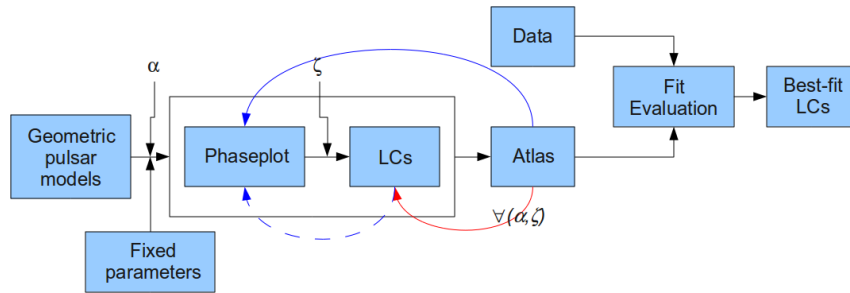 Data
α
ζ
Fit
Evaluation
Best-fit
LCs
Geometric
pulsar
models
Phaseplot
LCs
Atlas
∀(α,ζ)
Fixed
parameters